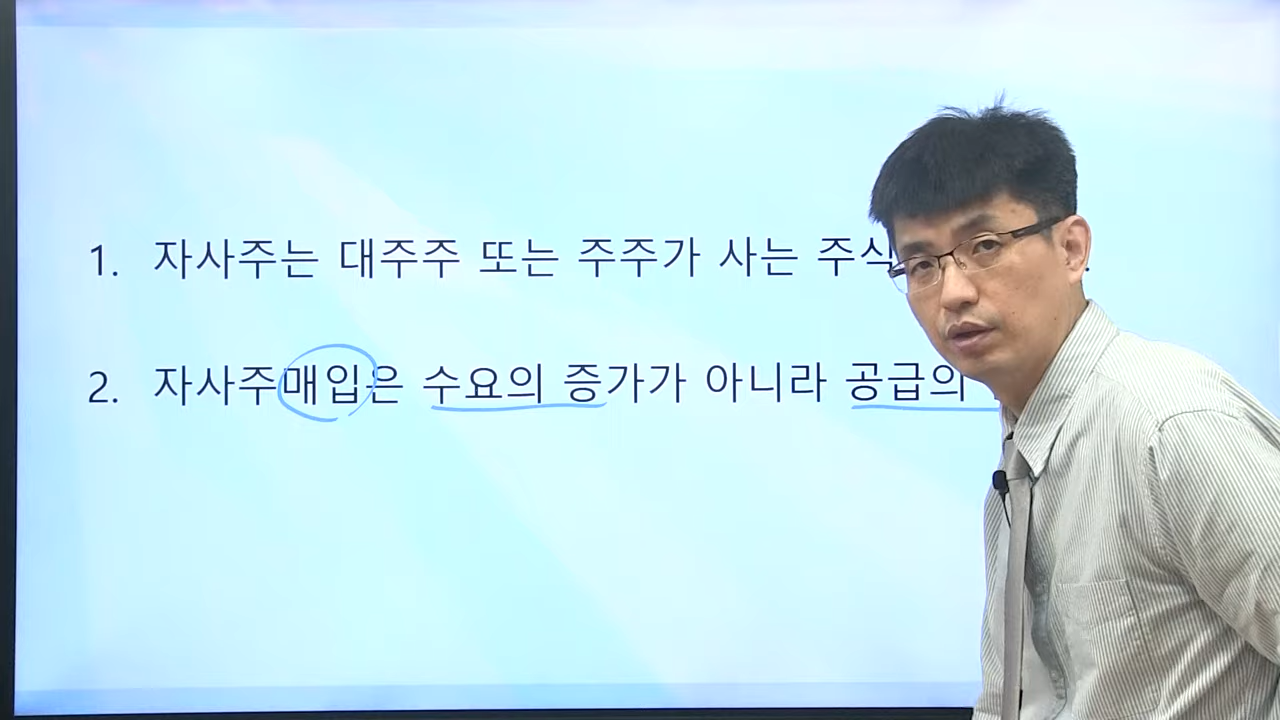 1. 자사주는 대주주 또는 주주가 사는 주식
2. 자사주매입은 수요의 증가가 아니라 공급의